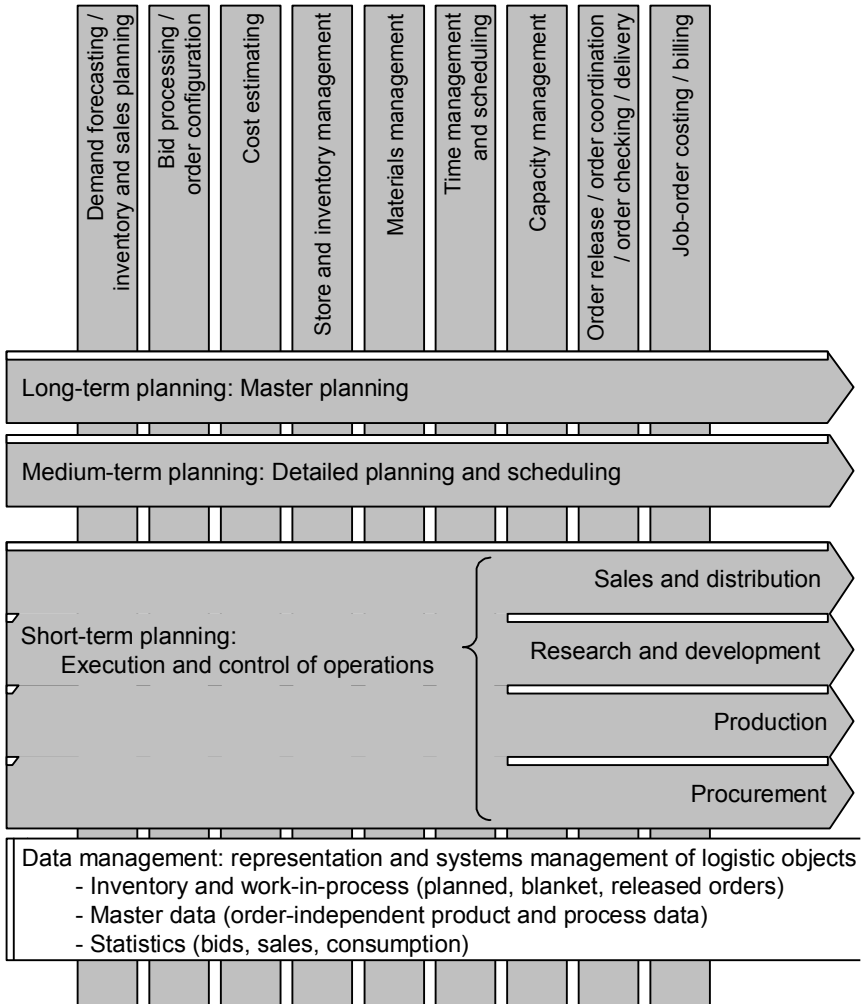 Demand forecasting /
inventory and sales planning
Bid processing /
order configuration
Cost estimating
Store and inventory management
Materials management
Time management
and scheduling
Capacity management
Order release / order coordination
/ order checking / delivery
Job-order costing / billing
Long-term planning: Master planning
Medium-term planning: Detailed planning and scheduling
Sales and distribution
Short-term planning:
Execution and control of operations
Research and development
Production
Procurement
Data management: representation and systems management of logistic objects
- Inventory and work-in-process (planned, blanket, released orders)
- Master data (order-independent product and process data)
- Statistics (bids, sales, consumption)